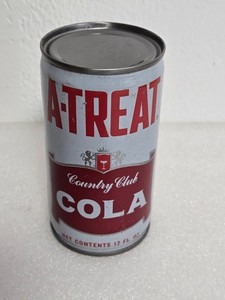 A-TREAT
Country Club
COLA
NET CONTENTS 12 FL. OZ.